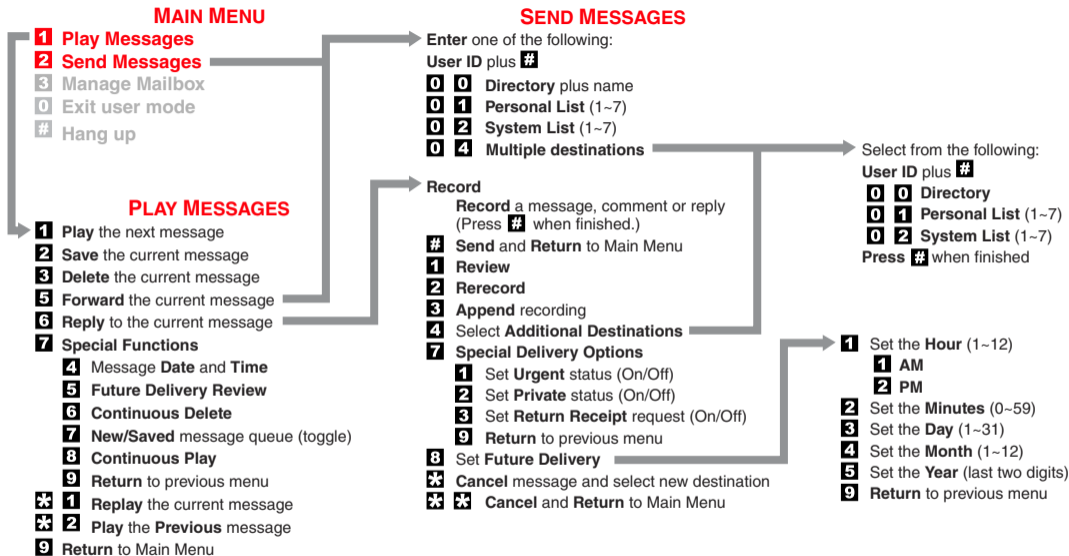 MAIN MENU
1 Play Messages
2 Send Messages
3 Manage Mailbox
0 Exit user mode
# Hang up
PLAY MESSAGES
1 Play the next message
2 Save the current message
3 Delete the current message
5 Forward the current message
6 Reply to the current message
7 Special Functions
4 Message Date and Time
5 Future Delivery Review
6 Continuous Delete
7 New/Saved message queue (toggle)
8 Continuous Play
9 Return to previous menu
* 1 Replay the current message
* 2 Play the Previous message
9 Return to Main Menu
SEND MESSAGES
Enter one of the following:
User ID plus #
0 0 Directory plus name
0 1 Personal List (1~7)
0 2 System List (1~7)
0 4 Multiple destinations
Record
Record a message, comment or reply
(Press # when finished.)
# Send and Return to Main Menu
1 Review
2 Rerecord
3 Append recording
4 Select Additional Destinations
7 Special Delivery Options
1 Set Urgent status (On/Off)
2 Set Private status (On/Off)
3 Set Return Receipt request (On/Off)
9 Return to previous menu
8 Set Future Delivery
* Cancel message and select new destination
* * Cancel and Return to Main Menu
Select from the following:
User ID plus #
0 0 Directory
0 1 Personal List (1~7)
0 2 System List (1~7)
Press # when finished
1 Set the Hour (1~12)
1 AM
2 PM
2 Set the Minutes (0~59)
3 Set the Day (1~31)
4 Set the Month (1~12)
5 Set the Year (last two digits)
9 Return to previous menu